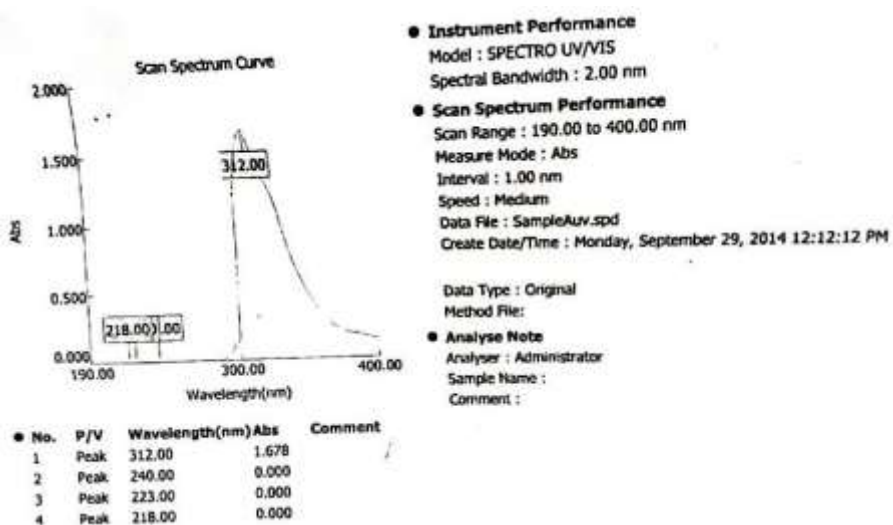 Scan Spectrum Curve
2.000
1.500
1.000
0.500
0.000
Abs
312.00
218.00 0.00
190.00 300.00 400.00
Wavelength(nm)
● No. P/V Wavelength(nm) Abs Comment
1 Peak 312.00 1.678
2 Peak 240.00 0.000
3 Peak 223.00 0.000
4 Peak 218.00 0.000
● Instrument Performance
Model : SPECTRO UV/VIS
Spectral Bandwidth : 2.00 nm
● Scan Spectrum Performance
Scan Range : 190.00 to 400.00 nm
Measure Mode : Abs
Interval : 1.00 nm
Speed : Medium
Data File : SampleAuv.spd
Create Date/Time : Monday, September 29, 2014 12:12:12 PM
Data Type : Original
Method File:
● Analyse Note
Analyser : Administrator
Sample Name :
Comment :